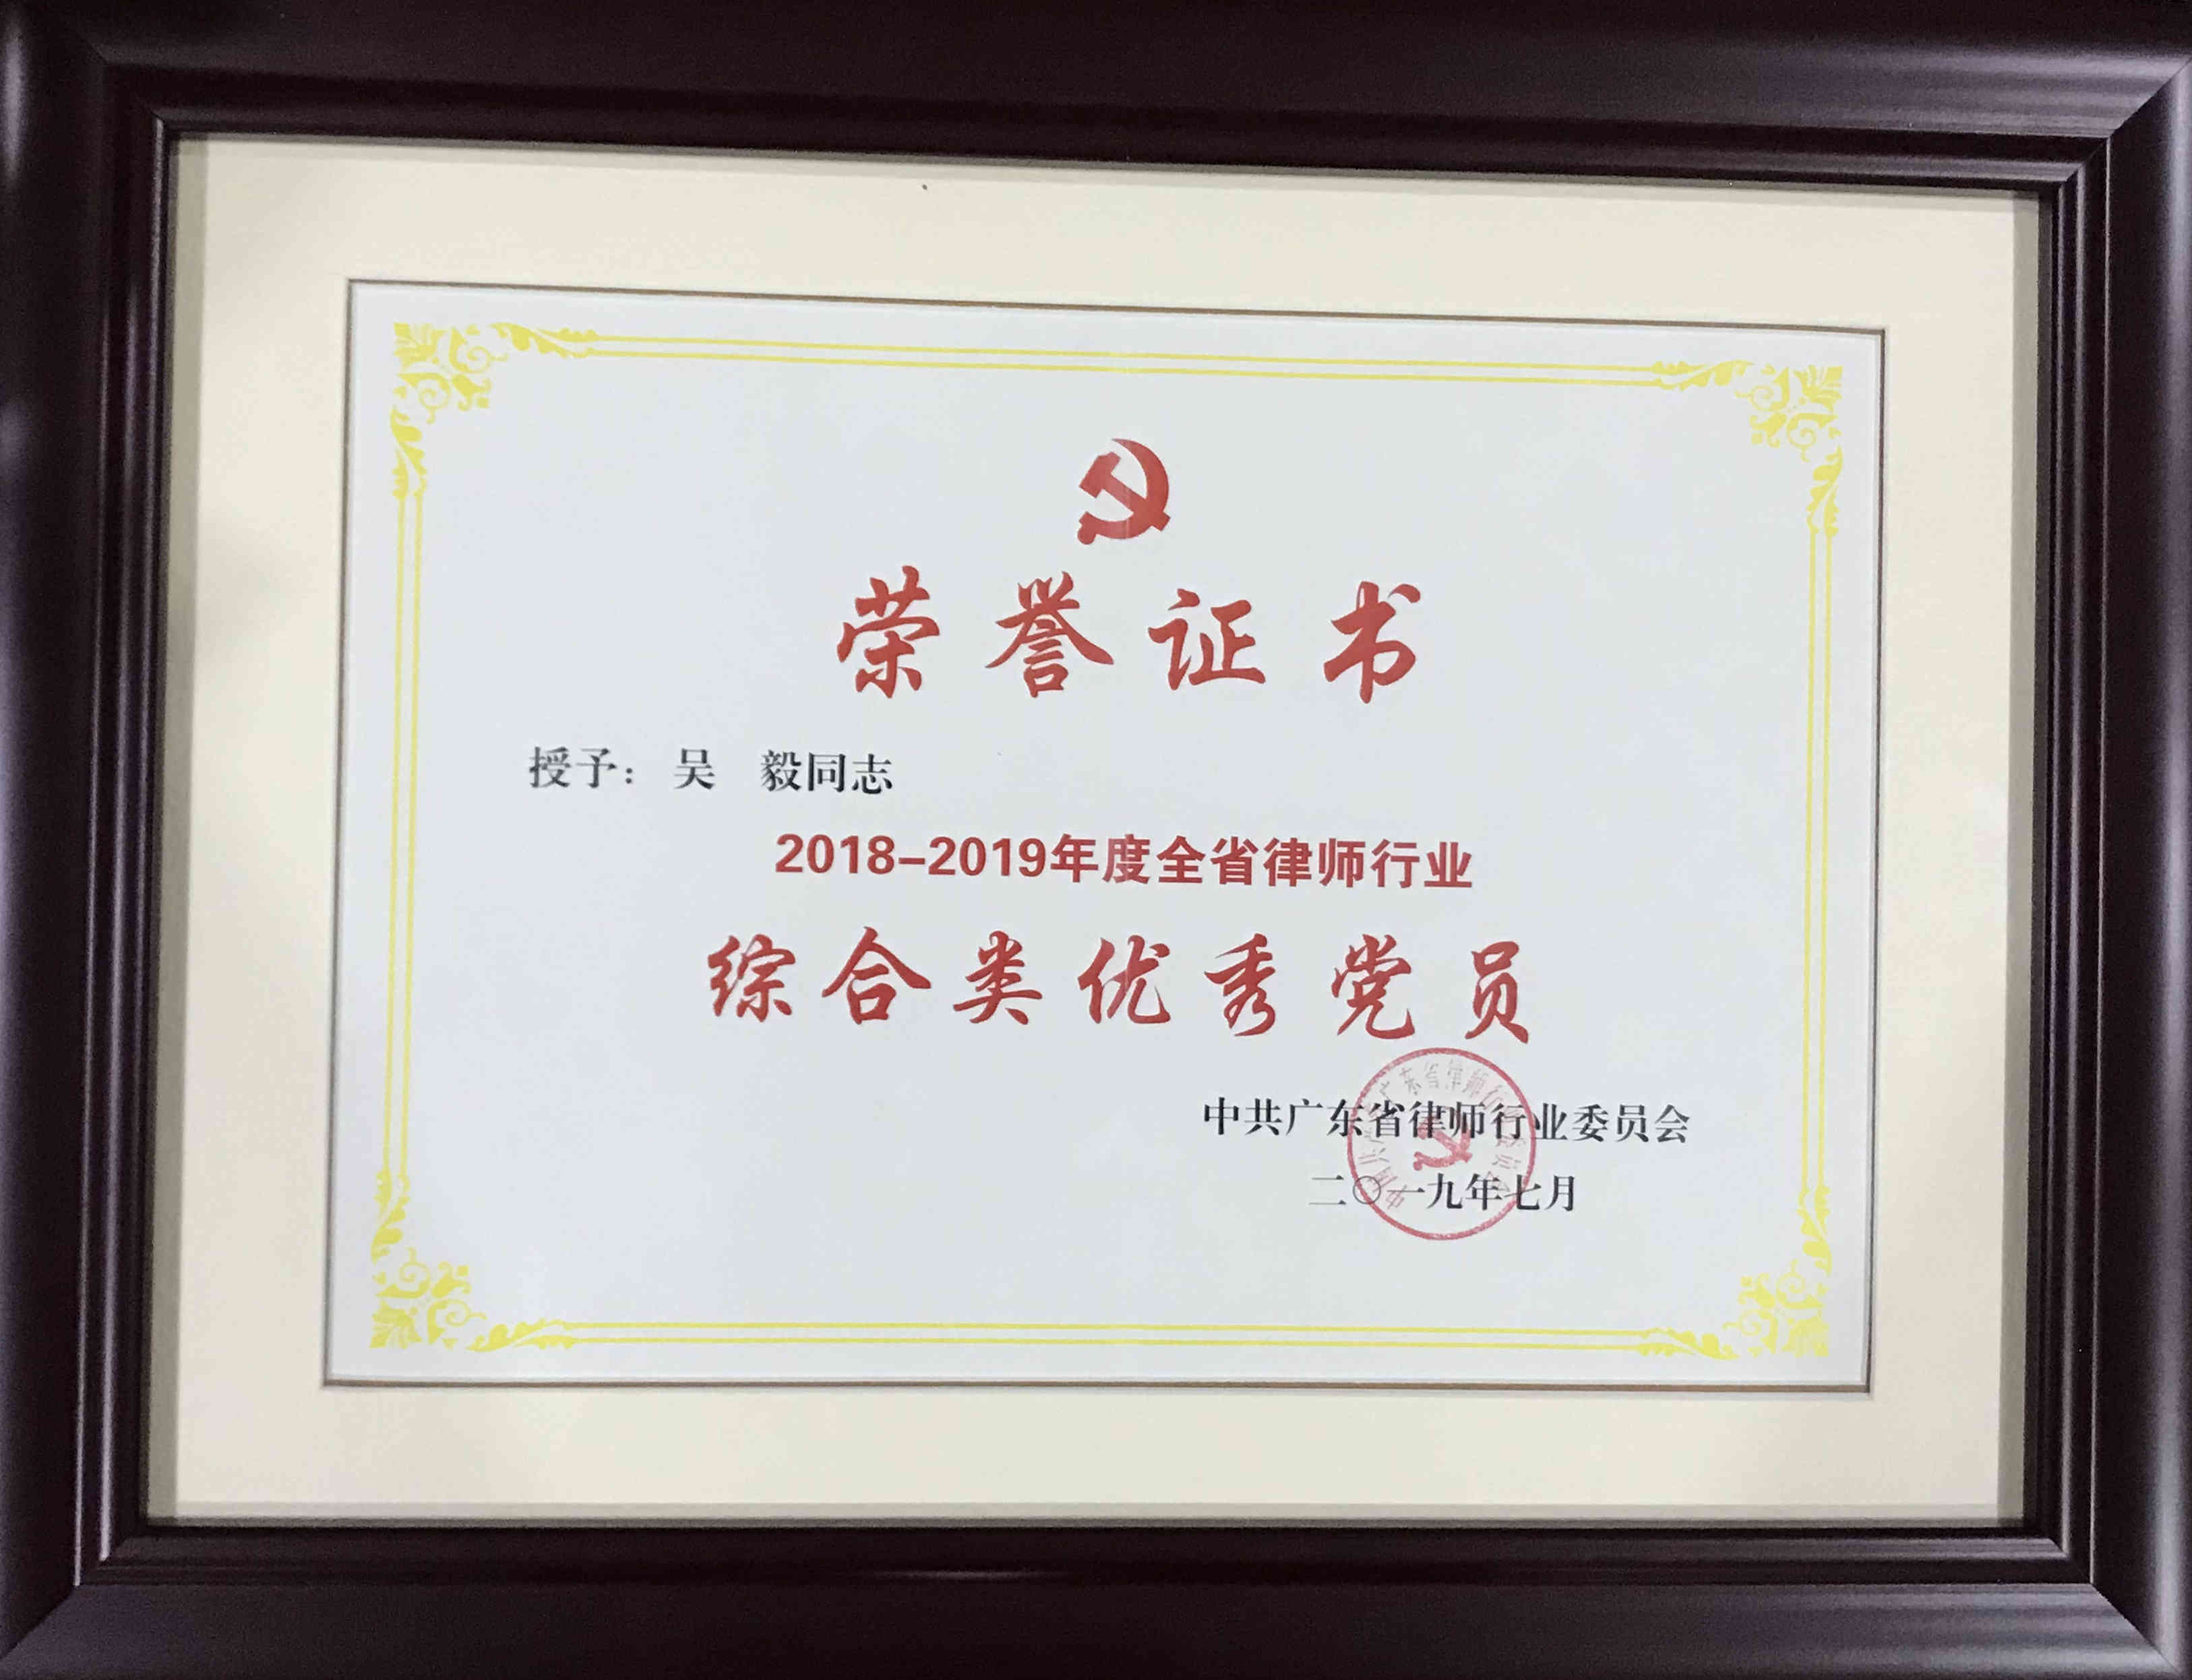 荣誉证书
授予：吴 毅同志
2018-2019年度全省律师行业
综合类优秀党员
中共广东省律师行业委员会
二〇一九年七月